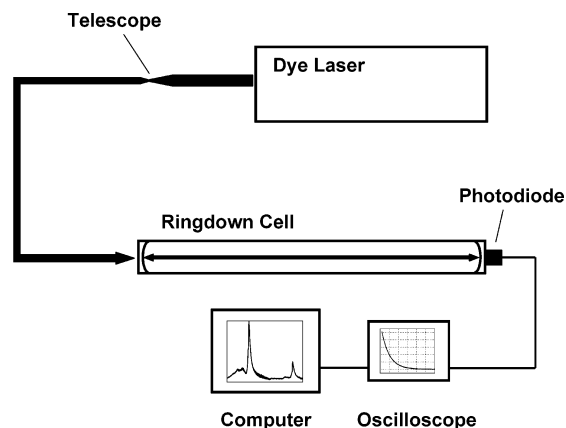 Telescope
Dye Laser
Photodiode
Ringdown Cell
Computer
Oscilloscope